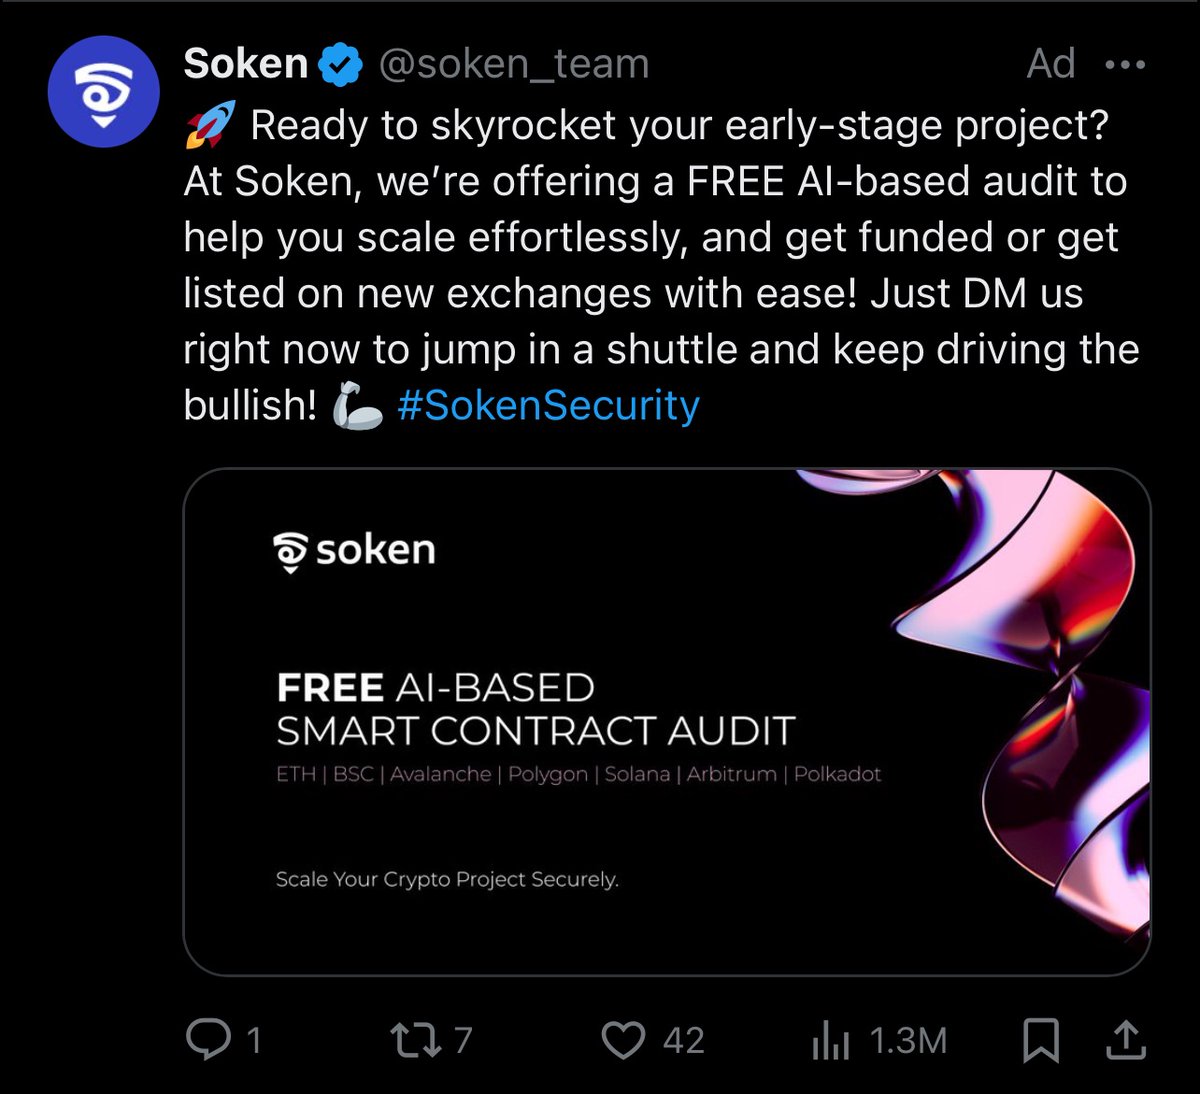 Soken @soken_team Ad
🚀 Ready to skyrocket your early-stage project?
At Soken, we’re offering a FREE AI-based audit to
help you scale effortlessly, and get funded or get
listed on new exchanges with ease! Just DM us
right now to jump in a shuttle and keep driving the
bullish! 🦾 #SokenSecurity
soken
FREE AI-BASED
SMART CONTRACT AUDIT
ETH | BSC | Avalanche | Polygon | Solana | Arbitrum | Polkadot
Scale Your Crypto Project Securely.
1 7 42 1.3M